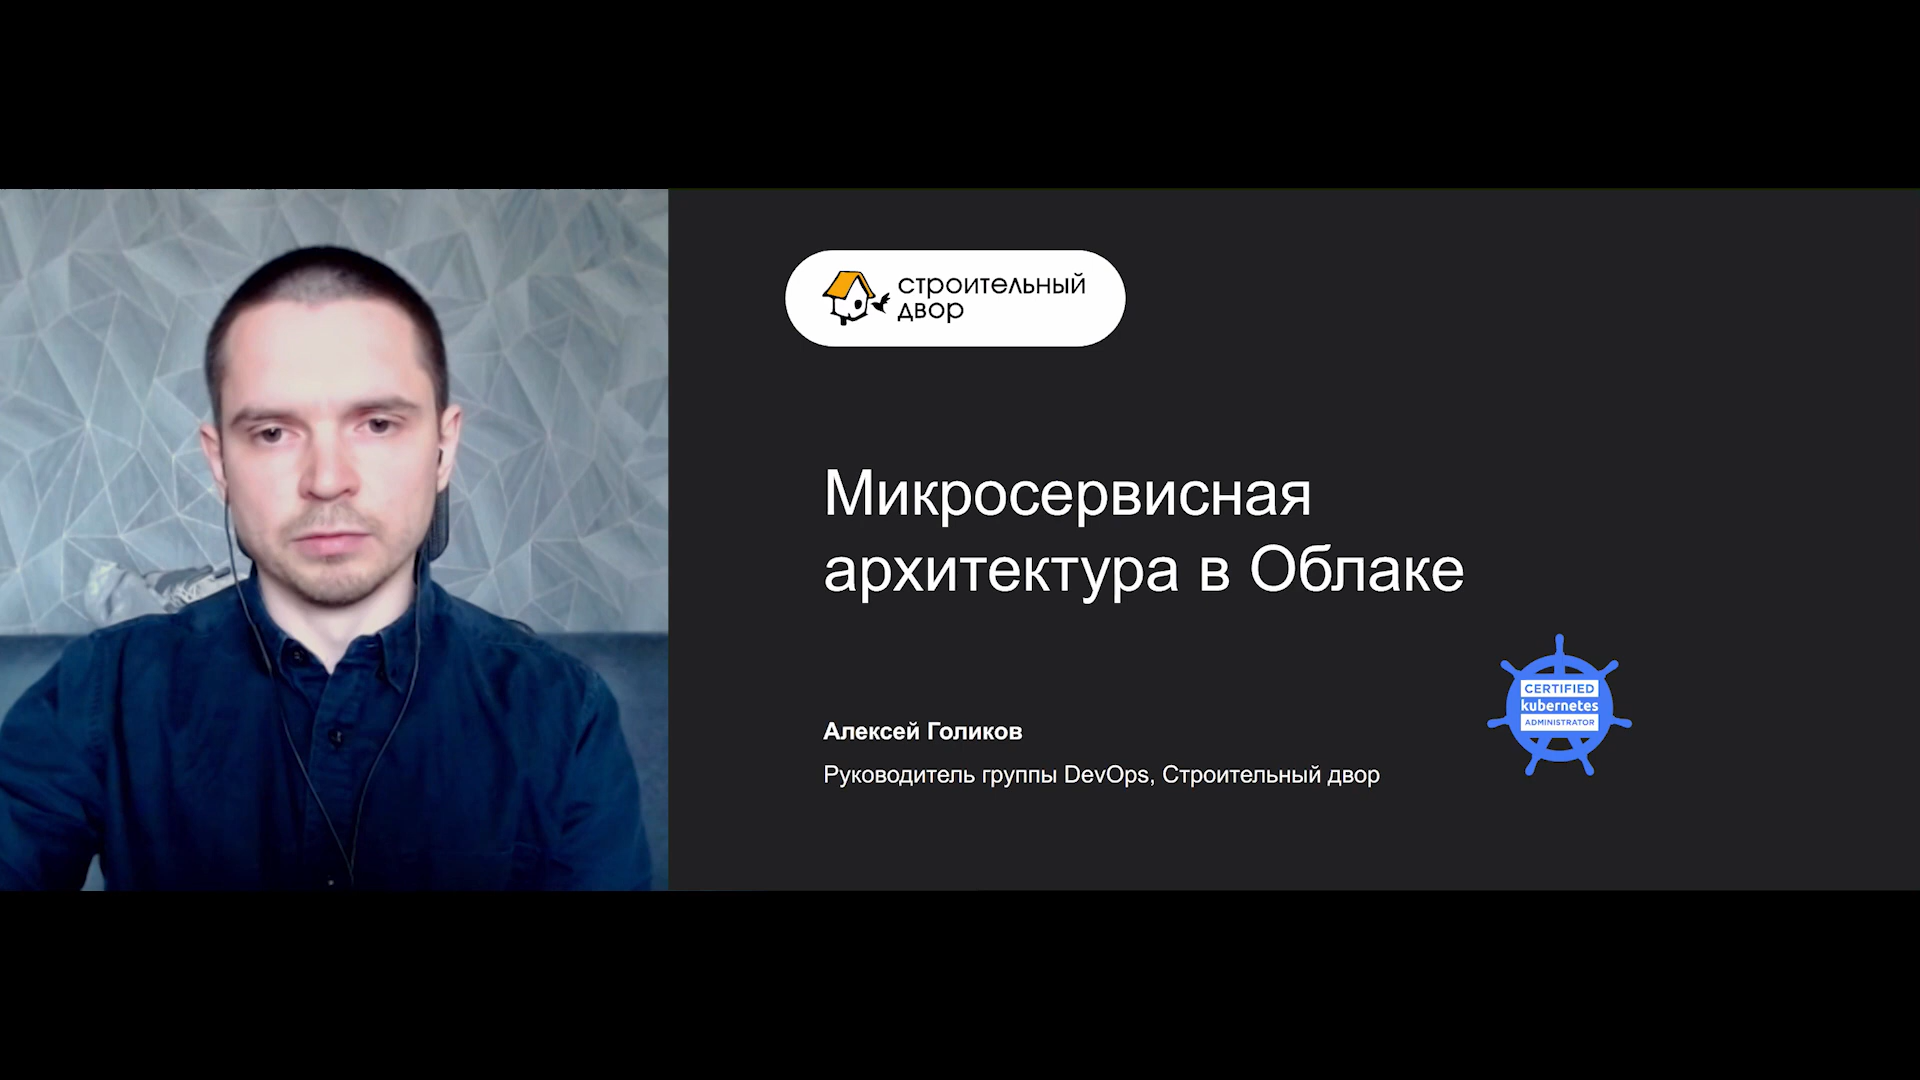 строительный
двор
Микросервисная
архитектура в Облаке
Алексей Голиков
Руководитель группы DevOps, Строительный двор
CERTIFIED
kubernetes
ADMINISTRATOR